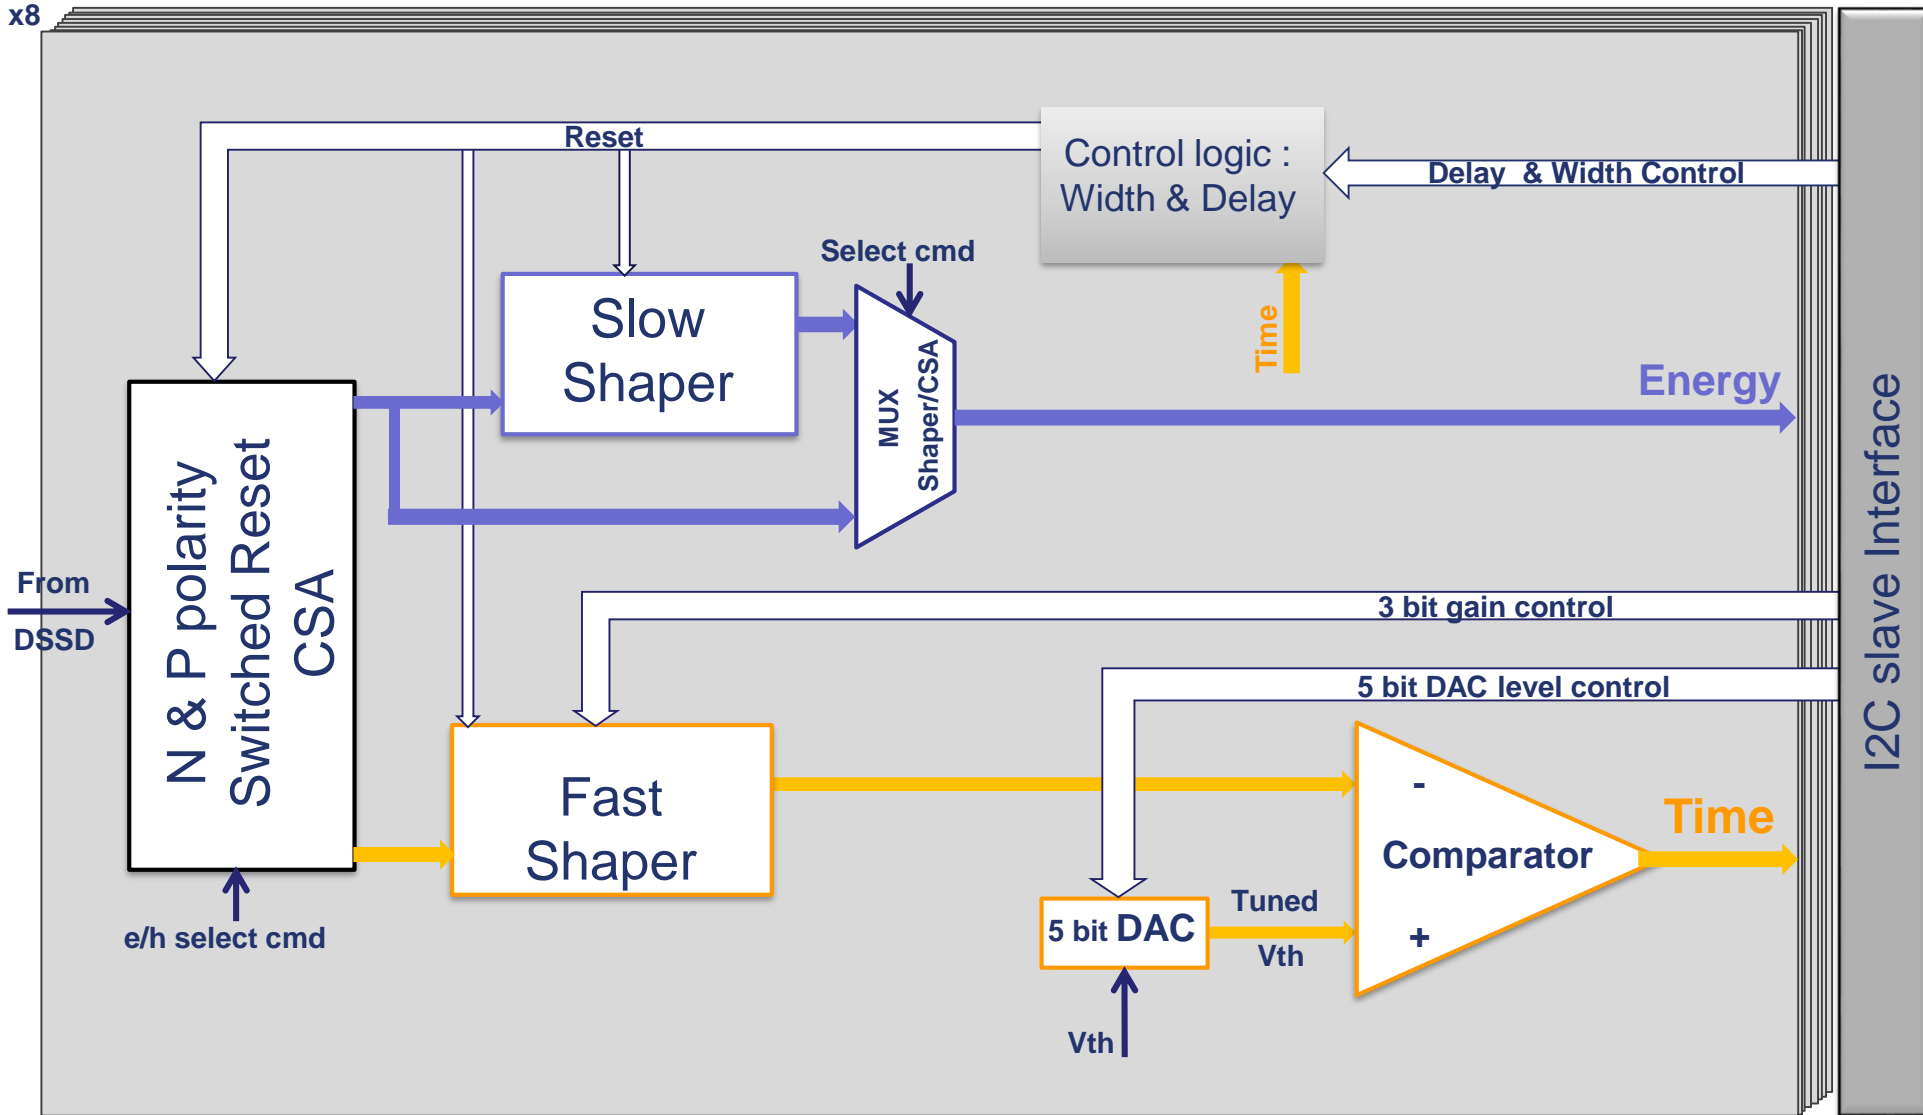 x8
Reset
Control logic :
Width & Delay
Delay & Width Control
Select cmd
Slow
Shaper
MUX
Shaper/CSA
Time
Energy
N & P polarity
Switched Reset
CSA
From
DSSD
e/h select cmd
3 bit gain control
5 bit DAC level control
Fast
Shaper
-
Comparator
+
Time
5 bit DAC
Tuned
Vth
Vth
I2C slave Interface